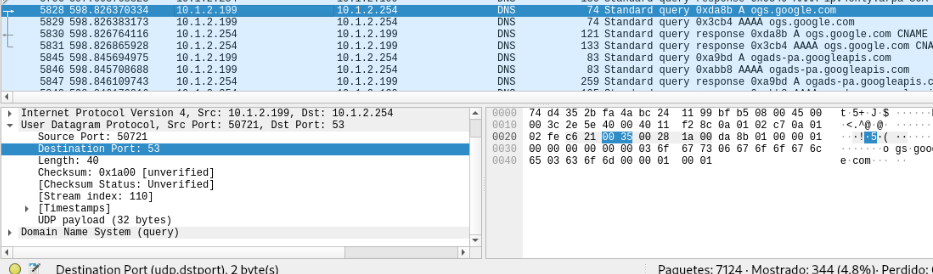 5828 598.826370334 10.1.2.199 10.1.2.254 DNS 74 Standard query 0xda8b A ogs.google.com
5829 598.826383173 10.1.2.199 10.1.2.254 DNS 74 Standard query 0x3cb4 AAAA ogs.google.com
5830 598.826764116 10.1.2.254 10.1.2.199 DNS 121 Standard query response 0xda8b A ogs.google.com CNAME
5831 598.826865928 10.1.2.254 10.1.2.199 DNS 133 Standard query response 0x3cb4 AAAA ogs.google.com CN
5845 598.845694975 10.1.2.199 10.1.2.254 DNS 83 Standard query 0xa9bd A ogads-pa.googleapis.com
5846 598.845708688 10.1.2.199 10.1.2.254 DNS 83 Standard query 0xabb8 AAAA ogads-pa.googleapis.com
5847 598.846109743 10.1.2.254 10.1.2.199 DNS 259 Standard query response 0xa9bd A ogads-pa.googleap
Internet Protocol Version 4, Src: 10.1.2.199, Dst: 10.1.2.254
User Datagram Protocol, Src Port: 50721, Dst Port: 53
Source Port: 50721
Destination Port: 53
Length: 40
Checksum: 0x1a00 [unverified]
[Checksum Status: Unverified]
[Stream index: 110]
[Timestamps]
UDP payload (32 bytes)
Domain Name System (query)
0000 74 d4 35 2b fa 4a bc 24 11 99 bf b5 08 00 45 00 t·5+·J·$
0010 00 3c 2e 5e 40 00 40 11 f2 8c 0a 01 02 c7 0a 01 ·<.^@·@·
0020 02 fe c6 21 00 35 00 28 1a 00 da 8b 01 00 00 01 ···!·5·(
0030 00 00 00 00 00 00 03 6f 67 73 06 67 6f 6f 67 6c ·······o gs·goo
0040 65 03 63 6f 6d 00 00 01 00 01 e·com···
Destination Port (udp.dstport), 2 byte(s)
Paquetes: 7124 · Mostrado: 344 (4.8%) · Perdido: